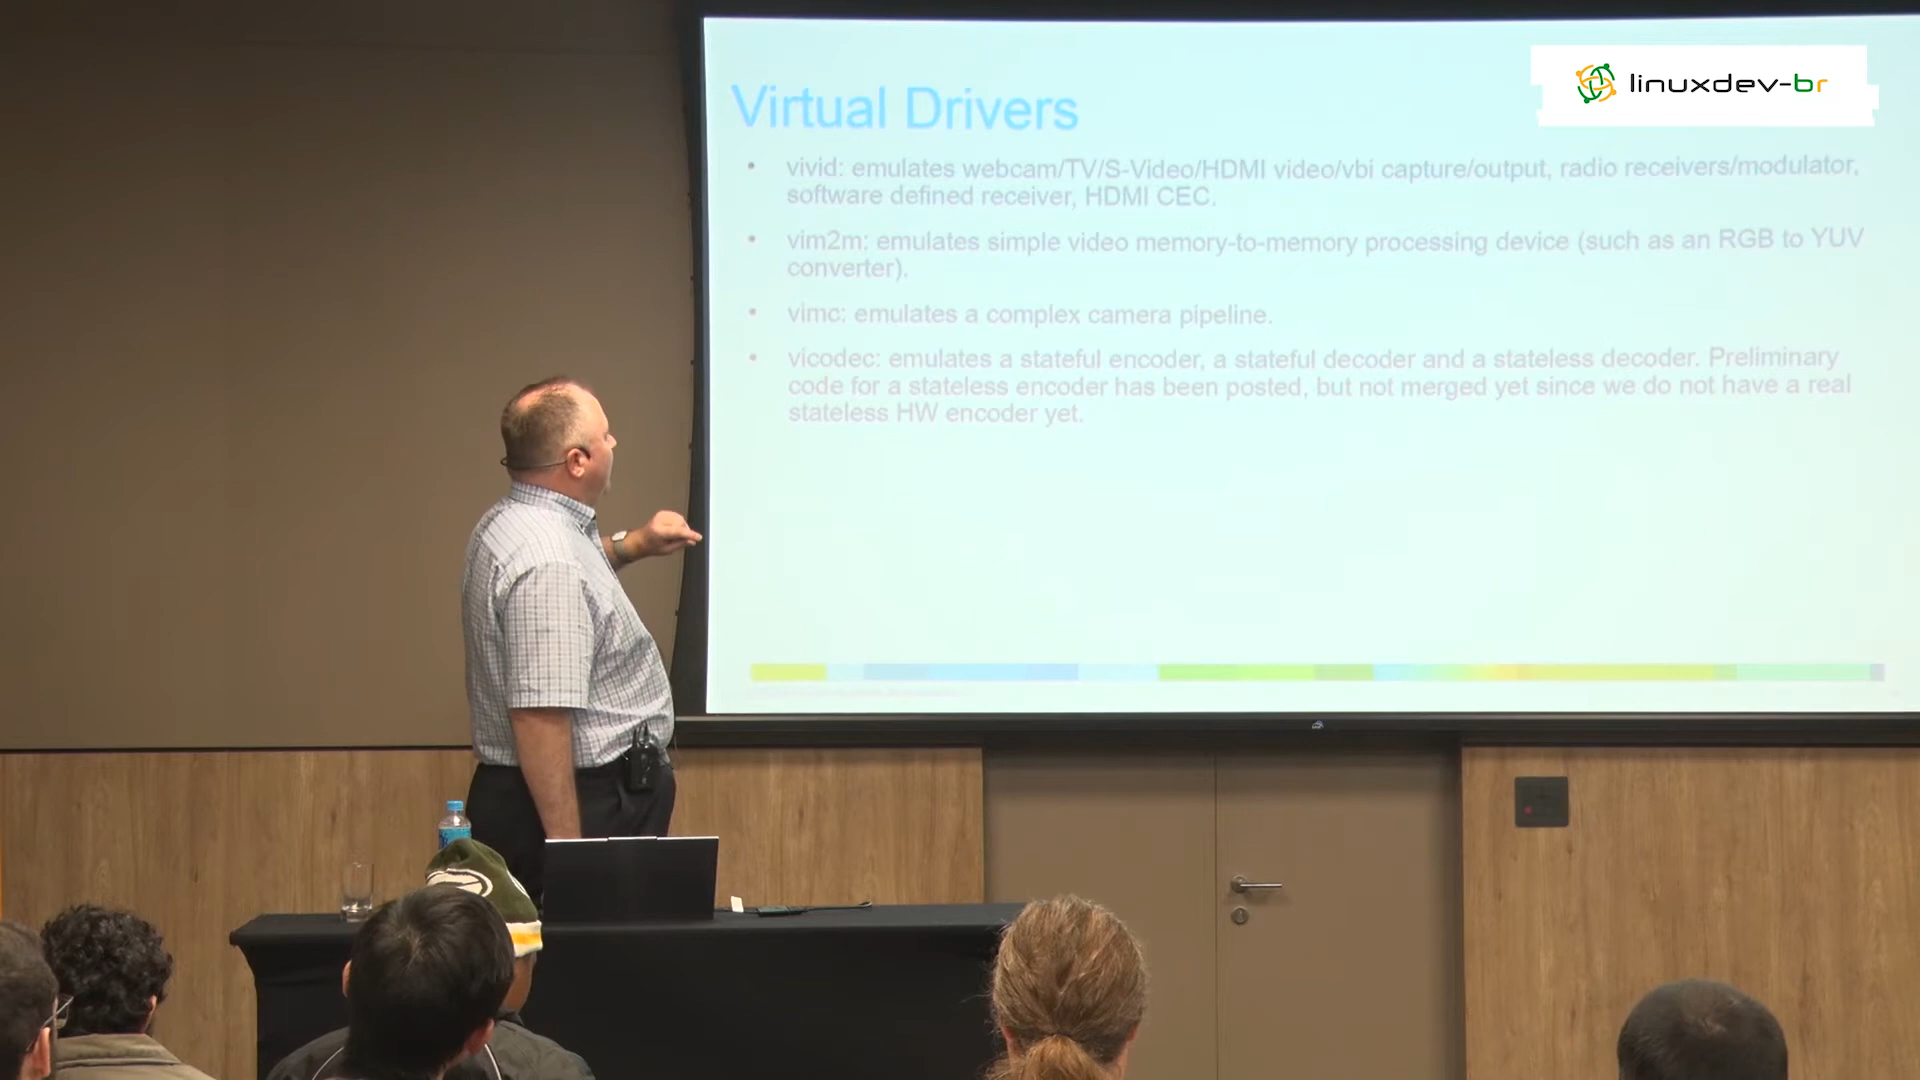 linuxdev-br
Virtual Drivers
• vivid: emulates webcam/TV/S-Video/HDMI video/vbi capture/output, radio receivers/modulator,
software defined receiver, HDMI CEC.
• vim2m: emulates simple video memory-to-memory processing device (such as an RGB to YUV
converter).
• vimc: emulates a complex camera pipeline.
• vicodec: emulates a stateful encoder, a stateful decoder and a stateless decoder. Preliminary
code for a stateless encoder has been posted, but not merged yet since we do not have a real
stateless HW encoder yet.